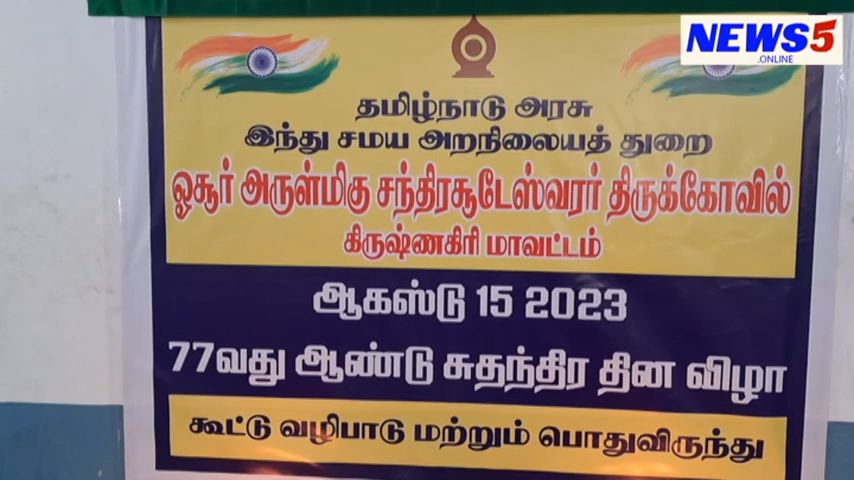 NEWS5
.ONLINE
தமிழ்நாடு அரசு
இந்து சமய அறநிலையத் துறை
ஓசூர் அருள்மிகு சந்திரசூடேஸ்வரர் திருக்கோவில்
கிருஷ்ணகிரி மாவட்டம்
ஆகஸ்டு 15 2023
77வது ஆண்டு சுதந்திர தின விழா
கூட்டு வழிபாடு மற்றும் பொதுவிருந்து